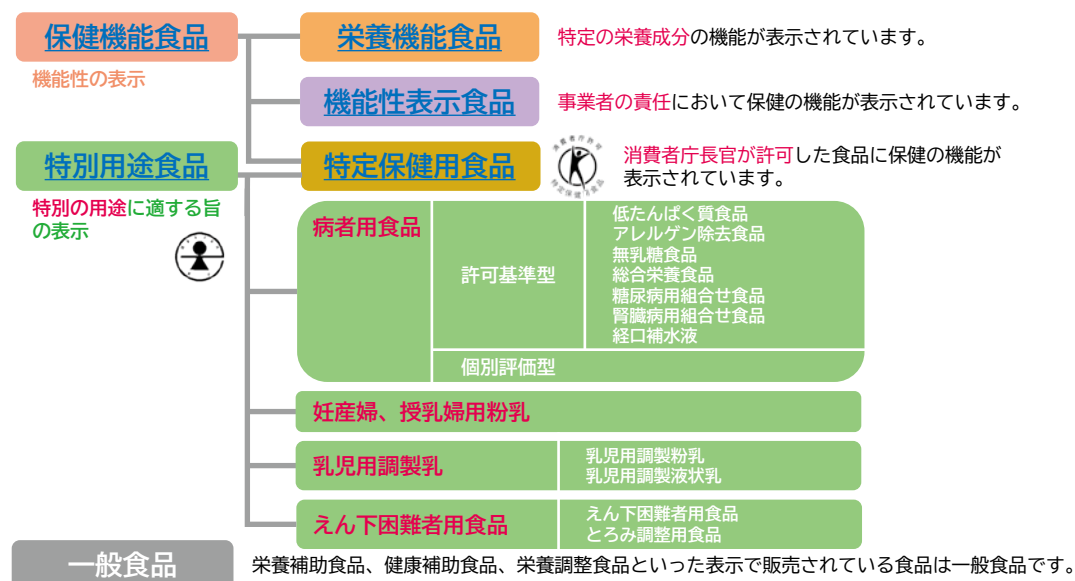 保健機能食品
機能性の表示
栄養機能食品
特定の栄養成分の機能が表示されています。
機能性表示食品
事業者の責任において保健の機能が表示されています。
特別用途食品
特別の用途に適する旨
の表示
特定保健用食品
消費者庁許可
特定保健用食品
消費者庁長官が許可した食品に保健の機能が
表示されています。
病者用食品
許可基準型
低たんぱく質食品
アレルゲン除去食品
無乳糖食品
総合栄養食品
糖尿病用組合せ食品
腎臓病用組合せ食品
経口補水液
個別評価型
妊産婦、授乳婦用粉乳
乳児用調製乳
乳児用調製粉乳
乳児用調製液状乳
えん下困難者用食品
えん下困難者用食品
とろみ調整用食品
一般食品
栄養補助食品、健康補助食品、栄養調整食品といった表示で販売されている食品は一般食品です。